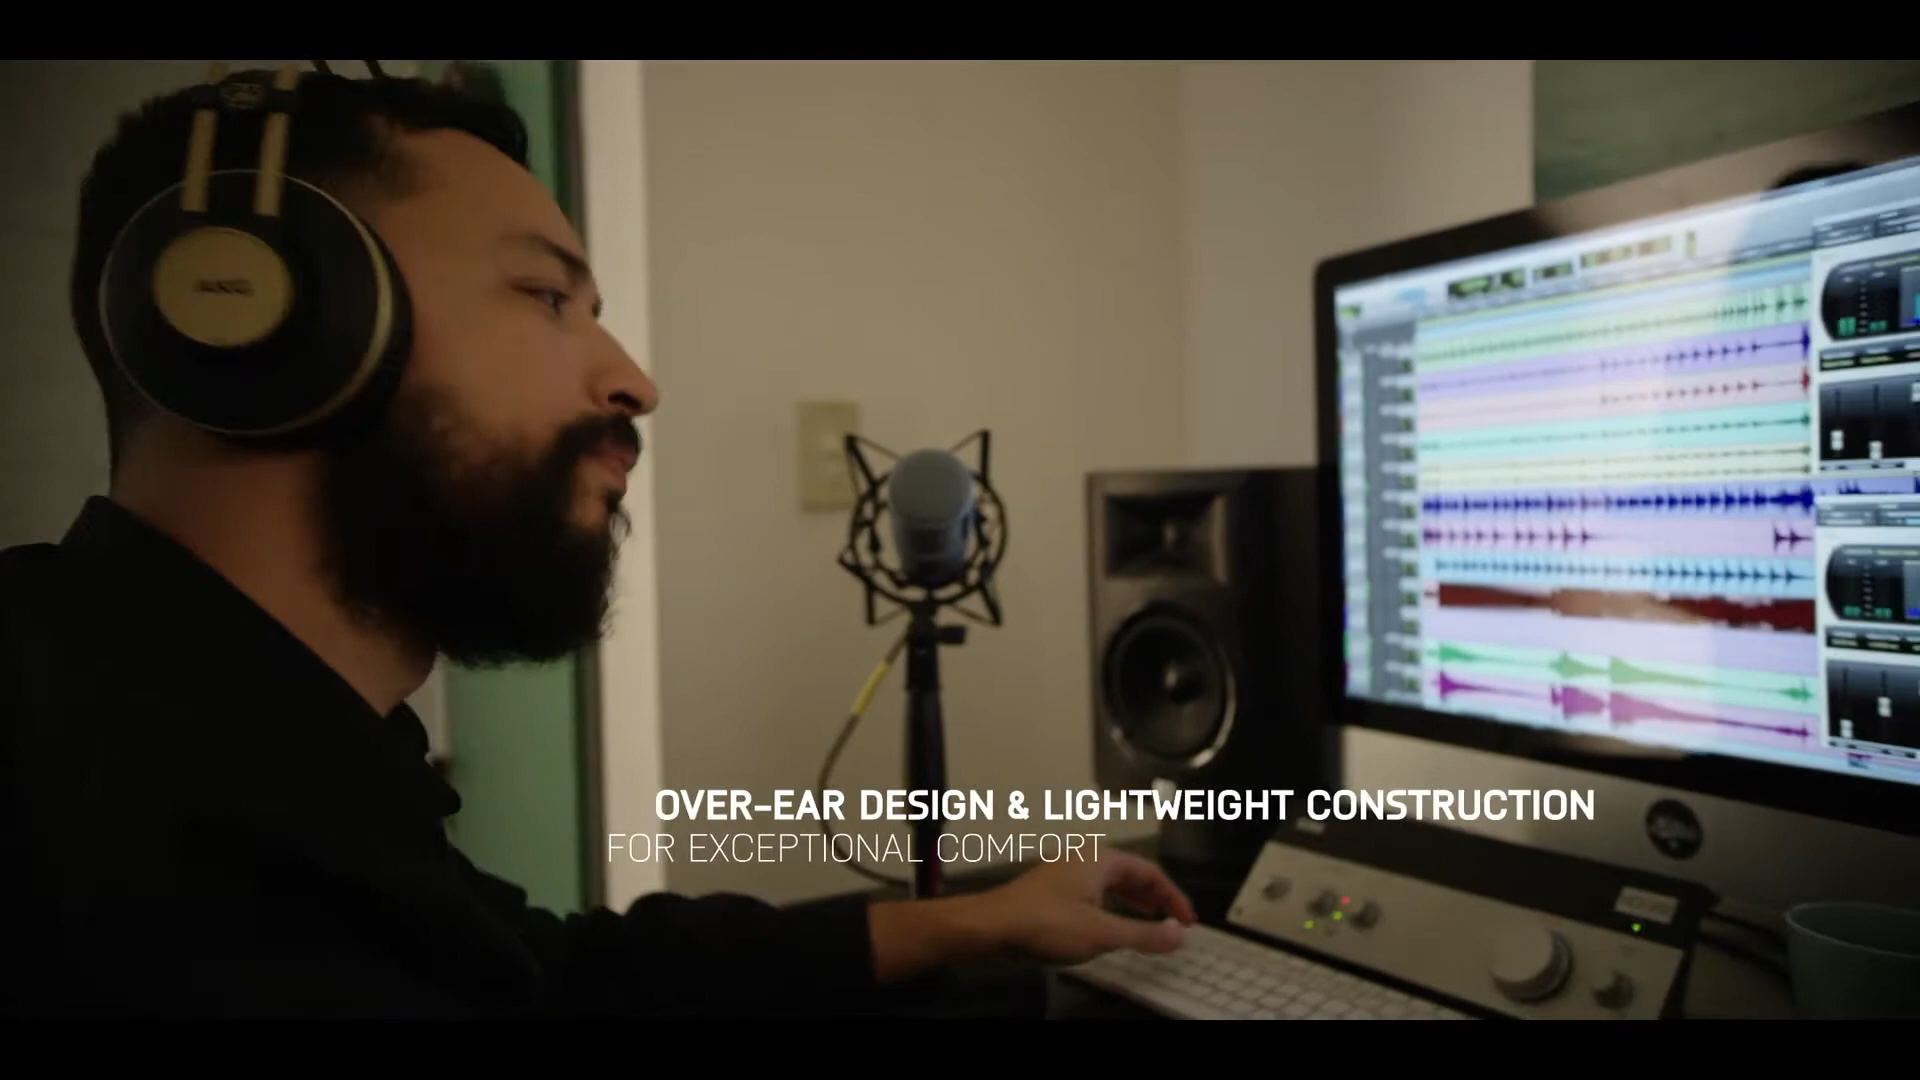 OVER-EAR DESIGN & LIGHTWEIGHT CONSTRUCTION
FOR EXCEPTIONAL COMFORT